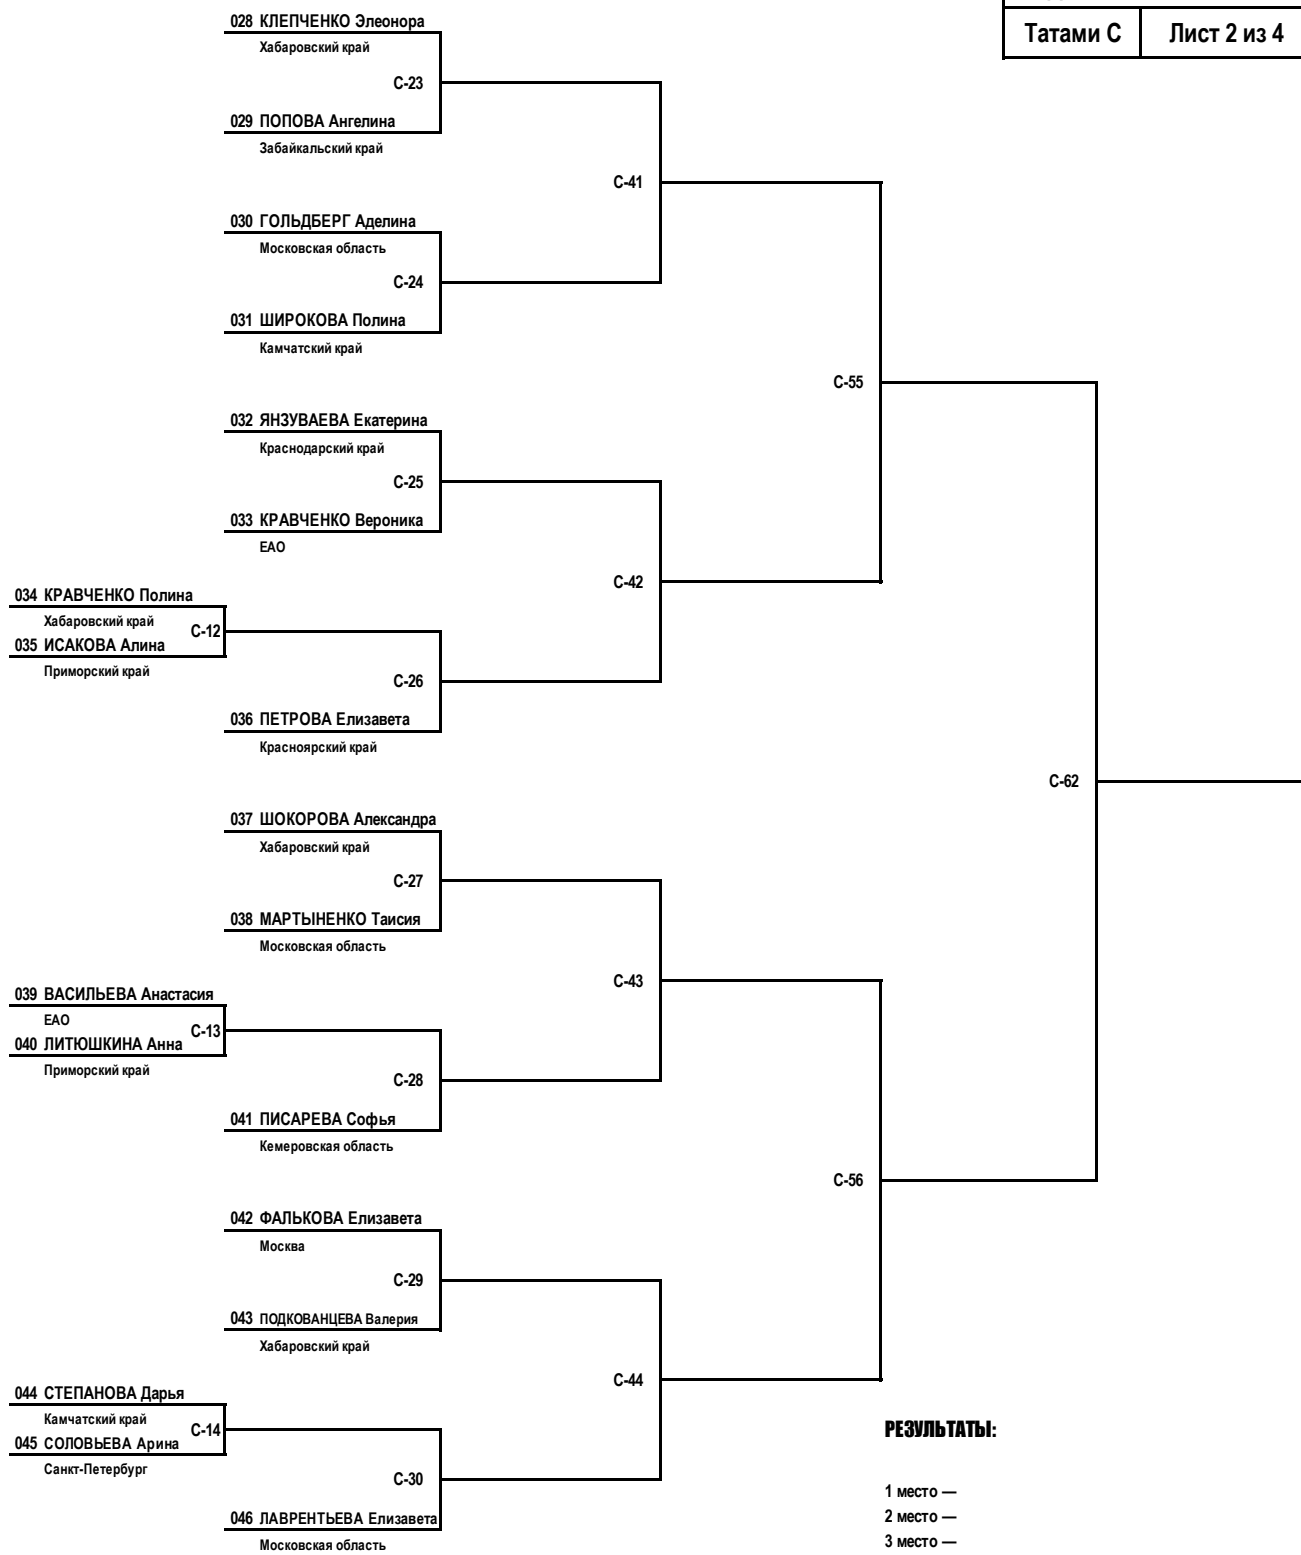 Татами С
Лист 2 из 4
028 КЛЕПЧЕНКО Элеонора
Хабаровский край
С-23
029 ПОПОВА Ангелина
Забайкальский край
С-41
030 ГОЛЬДБЕРГ Аделина
Московская область
С-24
031 ШИРОКОВА Полина
Камчатский край
С-55
032 ЯНЗУВАЕВА Екатерина
Краснодарский край
С-25
033 КРАВЧЕНКО Вероника
ЕАО
С-42
034 КРАВЧЕНКО Полина
Хабаровский край
С-12
035 ИСАКОВА Алина
Приморский край
С-26
036 ПЕТРОВА Елизавета
Красноярский край
С-62
037 ШОКОРОВА Александра
Хабаровский край
С-27
038 МАРТЫНЕНКО Таисия
Московская область
С-43
039 ВАСИЛЬЕВА Анастасия
ЕАО
С-13
040 ЛИТЮШКИНА Анна
Приморский край
С-28
041 ПИСАРЕВА Софья
Кемеровская область
С-56
042 ФАЛЬКОВА Елизавета
Москва
С-29
043 ПОДКОВАНЦЕВА Валерия
Хабаровский край
С-44
044 СТЕПАНОВА Дарья
Камчатский край
С-14
045 СОЛОВЬЕВА Арина
Санкт-Петербург
С-30
046 ЛАВРЕНТЬЕВА Елизавета
Московская область
РЕЗУЛЬТАТЫ:
1 место —
2 место —
3 место —